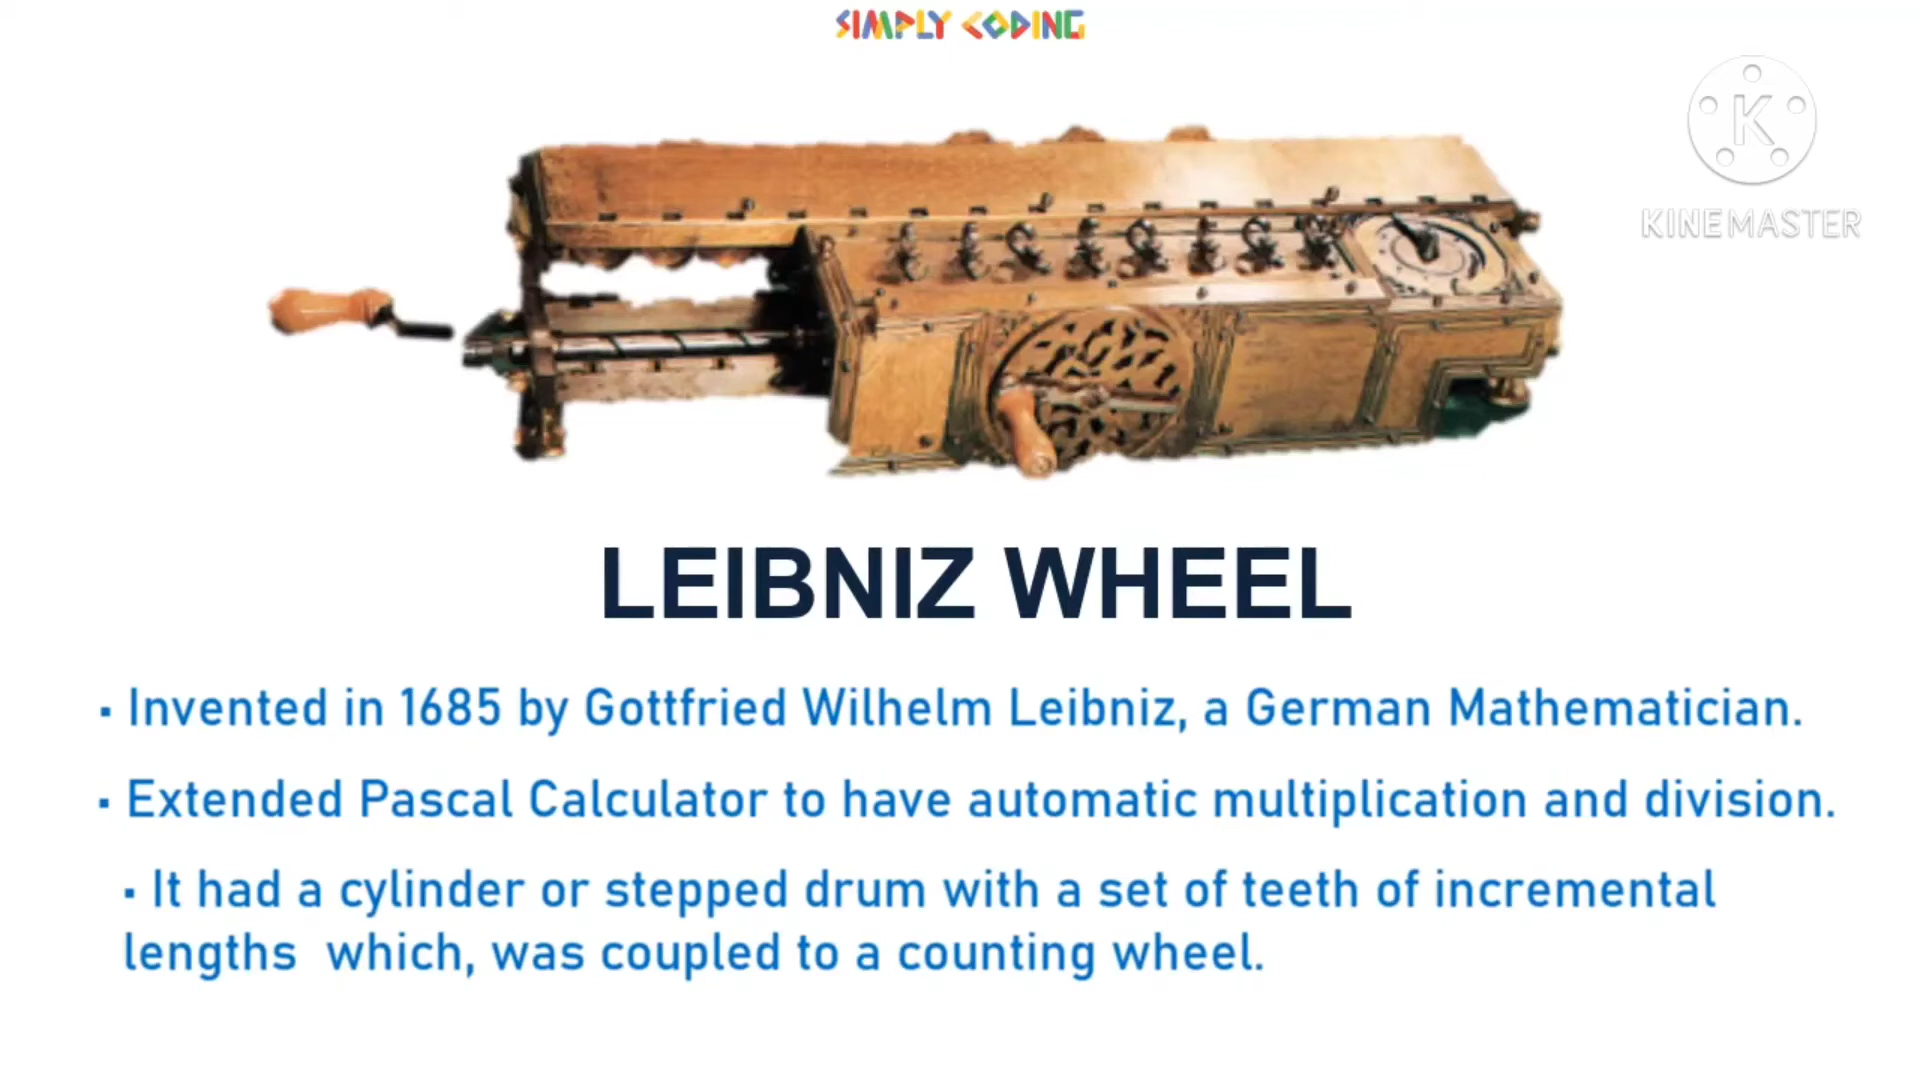 SIMPLY CODING
K
KINEMASTER
LEIBNIZ WHEEL
▪ Invented in 1685 by Gottfried Wilhelm Leibniz, a German Mathematician.
▪ Extended Pascal Calculator to have automatic multiplication and division.
▪ It had a cylinder or stepped drum with a set of teeth of incremental
lengths which, was coupled to a counting wheel.